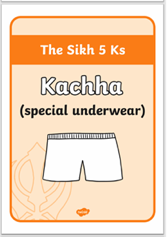 The Sikh 5 Ks
Kachha
(special underwear)